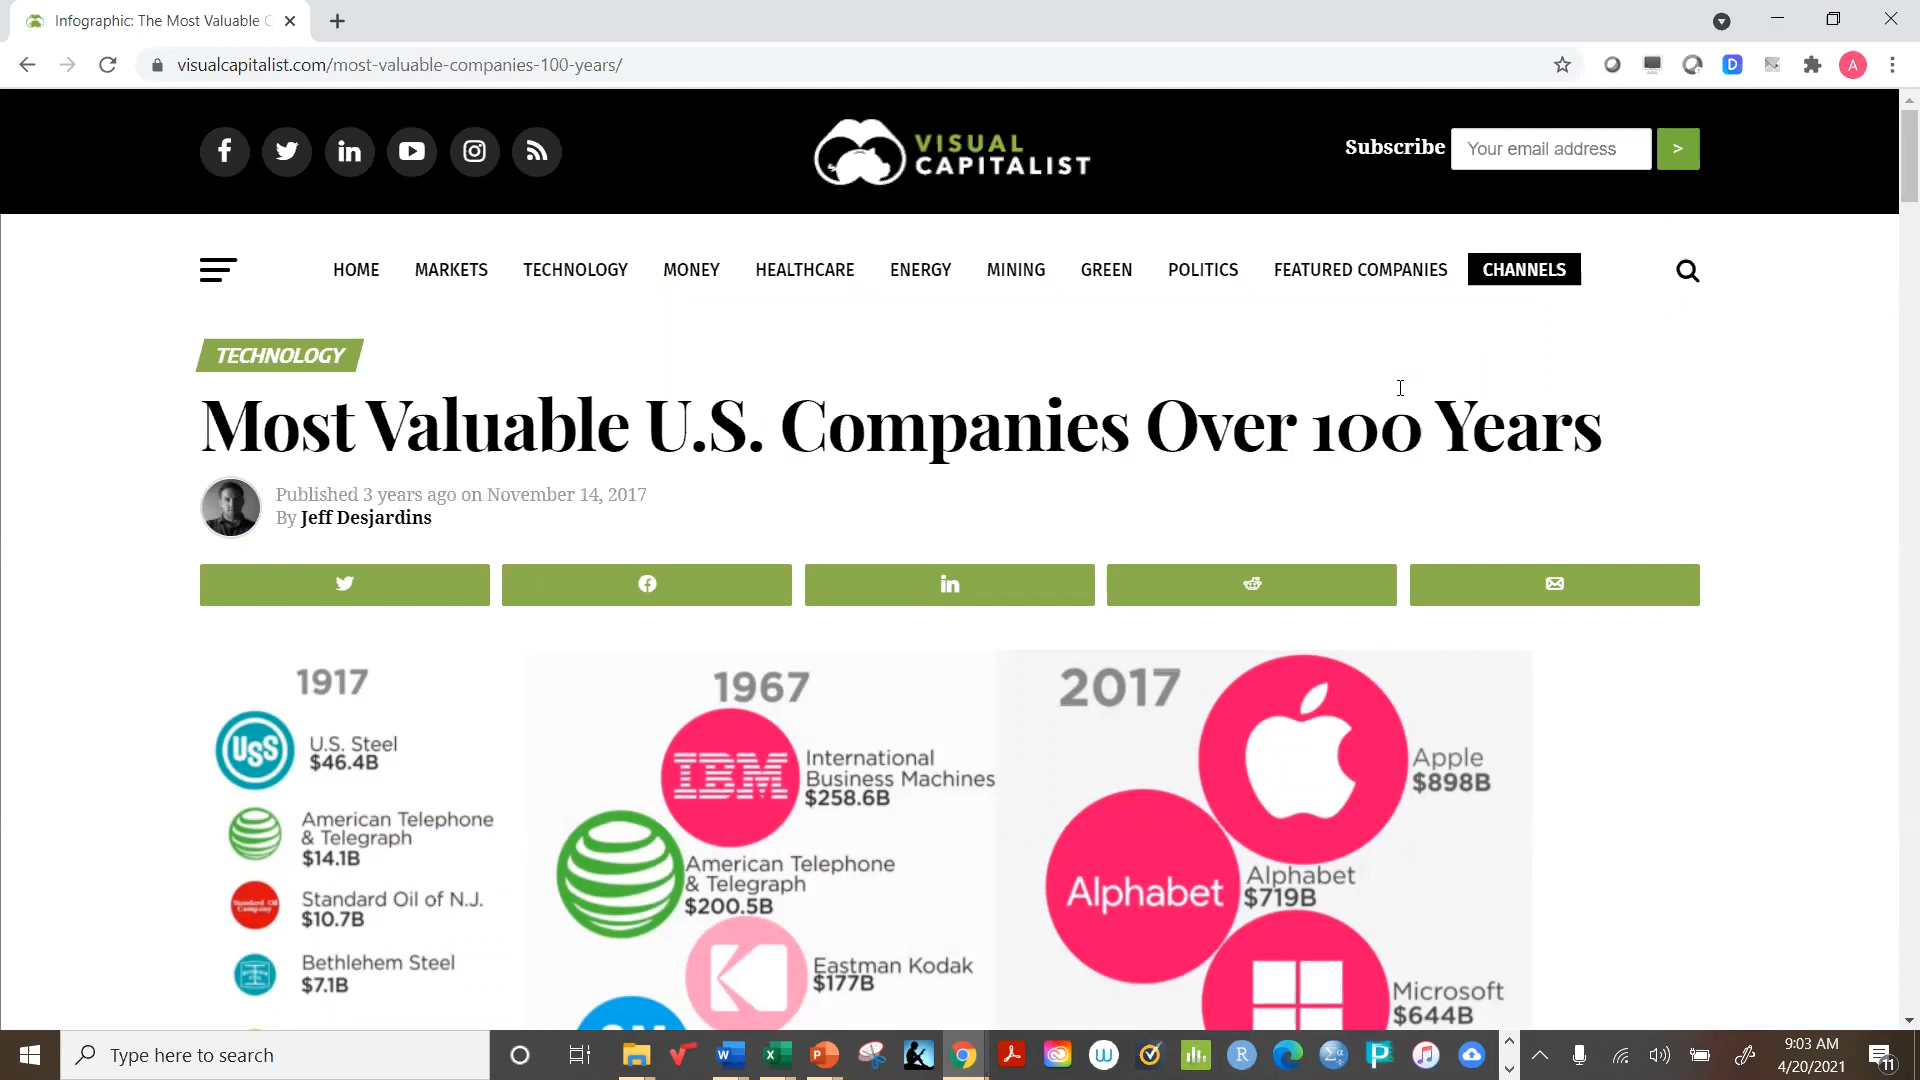 Infographic: The Most Valuable C
visualcapitalist.com/most-valuable-companies-100-years/
D
A
VISUAL
CAPITALIST
Subscribe
Your email address
>
HOME
MARKETS
TECHNOLOGY
MONEY
HEALTHCARE
ENERGY
MINING
GREEN
POLITICS
FEATURED COMPANIES
CHANNELS
TECHNOLOGY
Most Valuable U.S. Companies Over 100 Years
Published 3 years ago on November 14, 2017
By Jeff Desjardins
1917
USS
U.S. Steel
$46.4B
American Telephone
& Telegraph
$14.1B
Standard Oil
Company
Standard Oil of N.J.
$10.7B
Bethlehem Steel
$7.1B
1967
IBM
International
Business Machines
$258.6B
American Telephone
& Telegraph
$200.5B
Eastman Kodak
$177B
2017
Apple
$898B
Alphabet
Alphabet
$719B
Microsoft
$644B
Type here to search
9:03 AM
4/20/2021
11